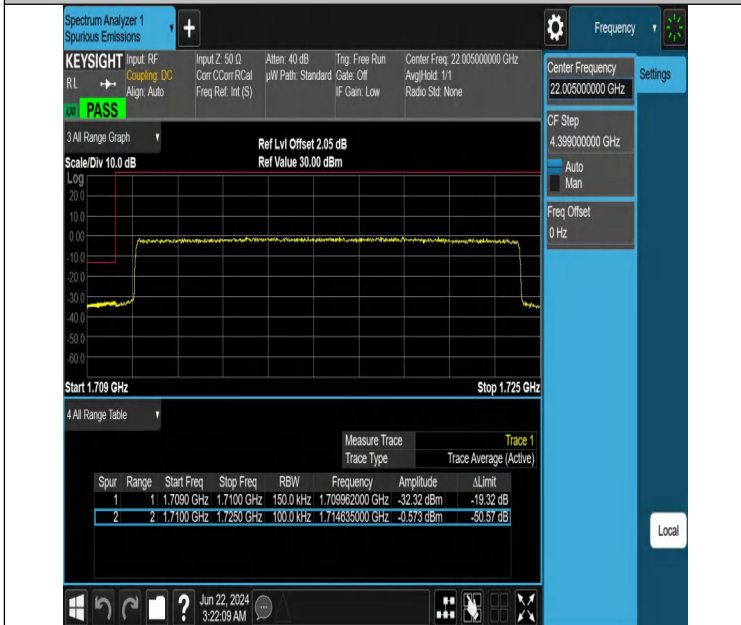 Spectrum Analyzer 1
Spurious Emissions
+
Frequency
KEYSIGHT
RL
Input: RF
Coupling: DC
Align: Auto
Input Z: 50 Ω
Corr CCorr RCal
Freq Ref: Int (S)
Atten: 40 dB
µW Path: Standard
Trig: Free Run
Gate: Off
IF Gain: Low
Center Freq: 22.005000000 GHz
Avg|Hold: 1/1
Radio Std: None
PASS
Center Frequency
22.005000000 GHz
Settings
CF Step
4.399000000 GHz
Auto
Man
Freq Offset
0 Hz
3 All Range Graph
Scale/Div 10.0 dB
Ref Lvl Offset 2.05 dB
Ref Value 30.00 dBm
Log
20.0
10.0
0.00
-10.0
-20.0
-30.0
-40.0
-50.0
-60.0
Start 1.709 GHz
Stop 1.725 GHz
4 All Range Table
Measure Trace Trace 1
Trace Type Trace Average (Active)
Spur Range Start Freq Stop Freq RBW Frequency Amplitude ΔLimit
1 1 1.7090 GHz 1.7100 GHz 150.0 kHz 1.709962000 GHz -32.32 dBm -19.32 dB
2 2 1.7100 GHz 1.7250 GHz 100.0 kHz 1.714635000 GHz -0.573 dBm -50.57 dB
Local
?
Jun 22, 2024
3:22:09 AM